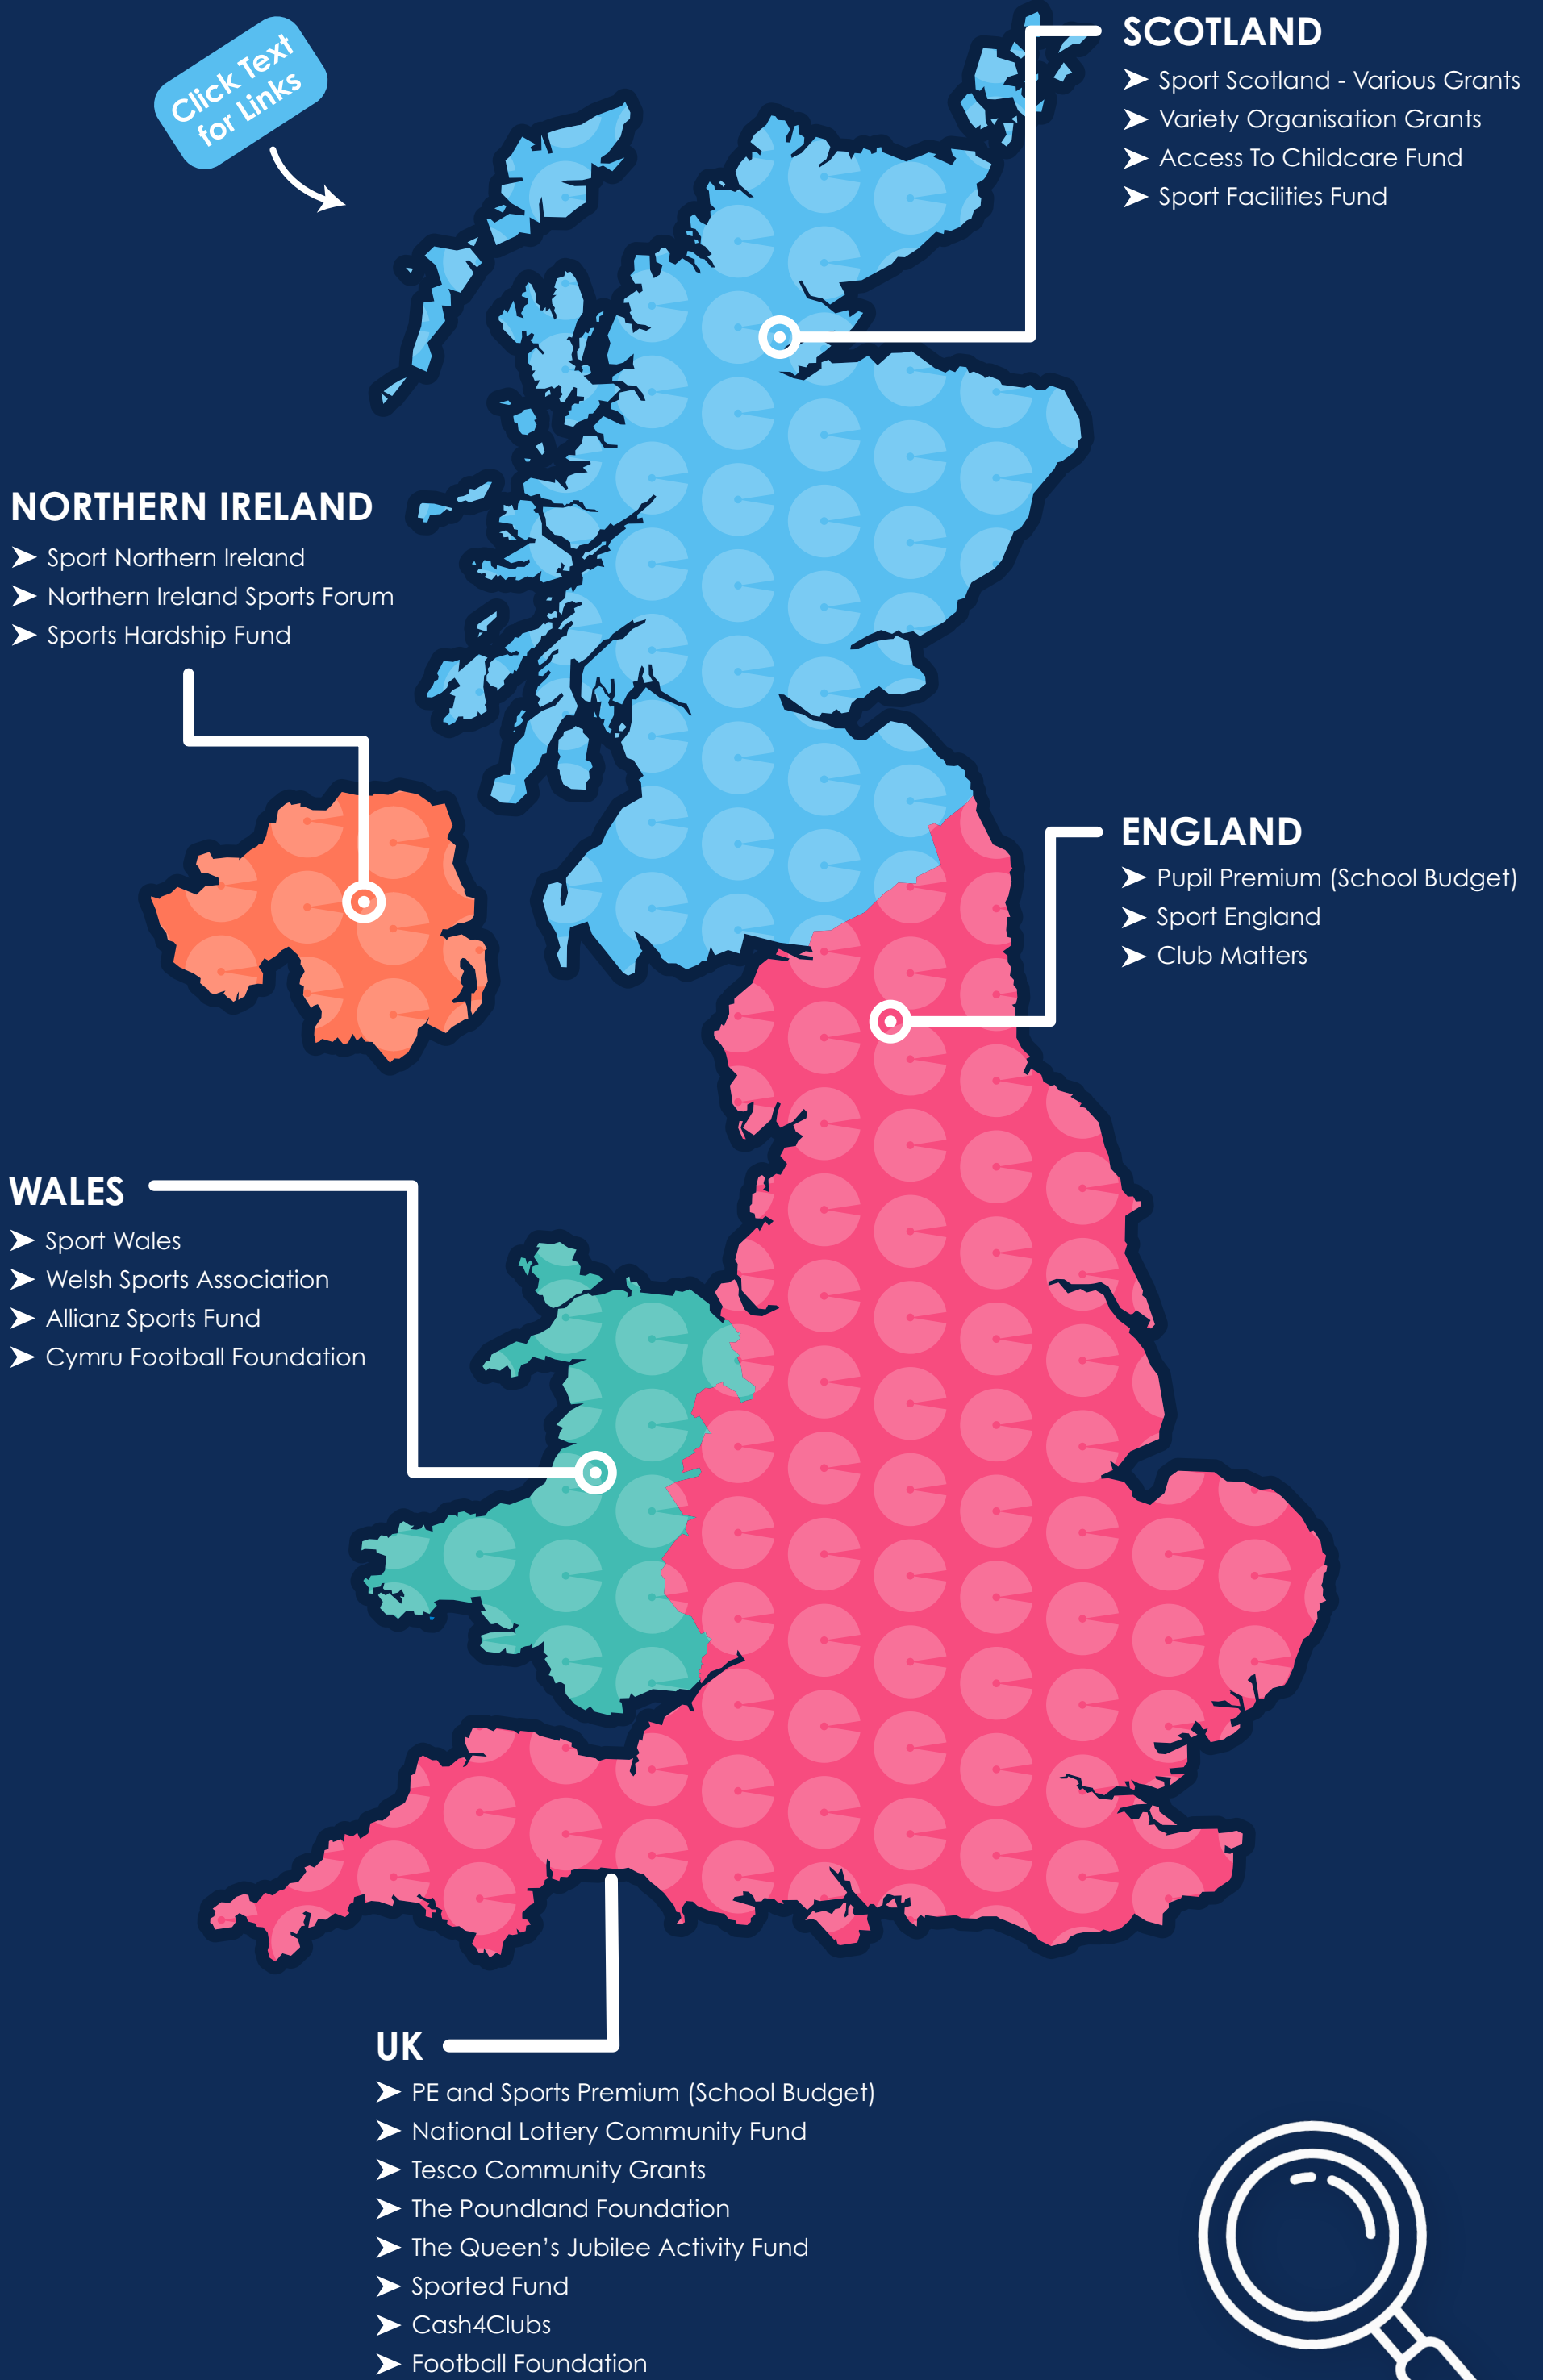 Click Text
for Links
SCOTLAND
Sport Scotland - Various Grants
Variety Organisation Grants
Access To Childcare Fund
Sport Facilities Fund
NORTHERN IRELAND
Sport Northern Ireland
Northern Ireland Sports Forum
Sports Hardship Fund
ENGLAND
Pupil Premium (School Budget)
Sport England
Club Matters
WALES
Sport Wales
Welsh Sports Association
Allianz Sports Fund
Cymru Football Foundation
UK
PE and Sports Premium (School Budget)
National Lottery Community Fund
Tesco Community Grants
The Poundland Foundation
The Queen’s Jubilee Activity Fund
Sported Fund
Cash4Clubs
Football Foundation